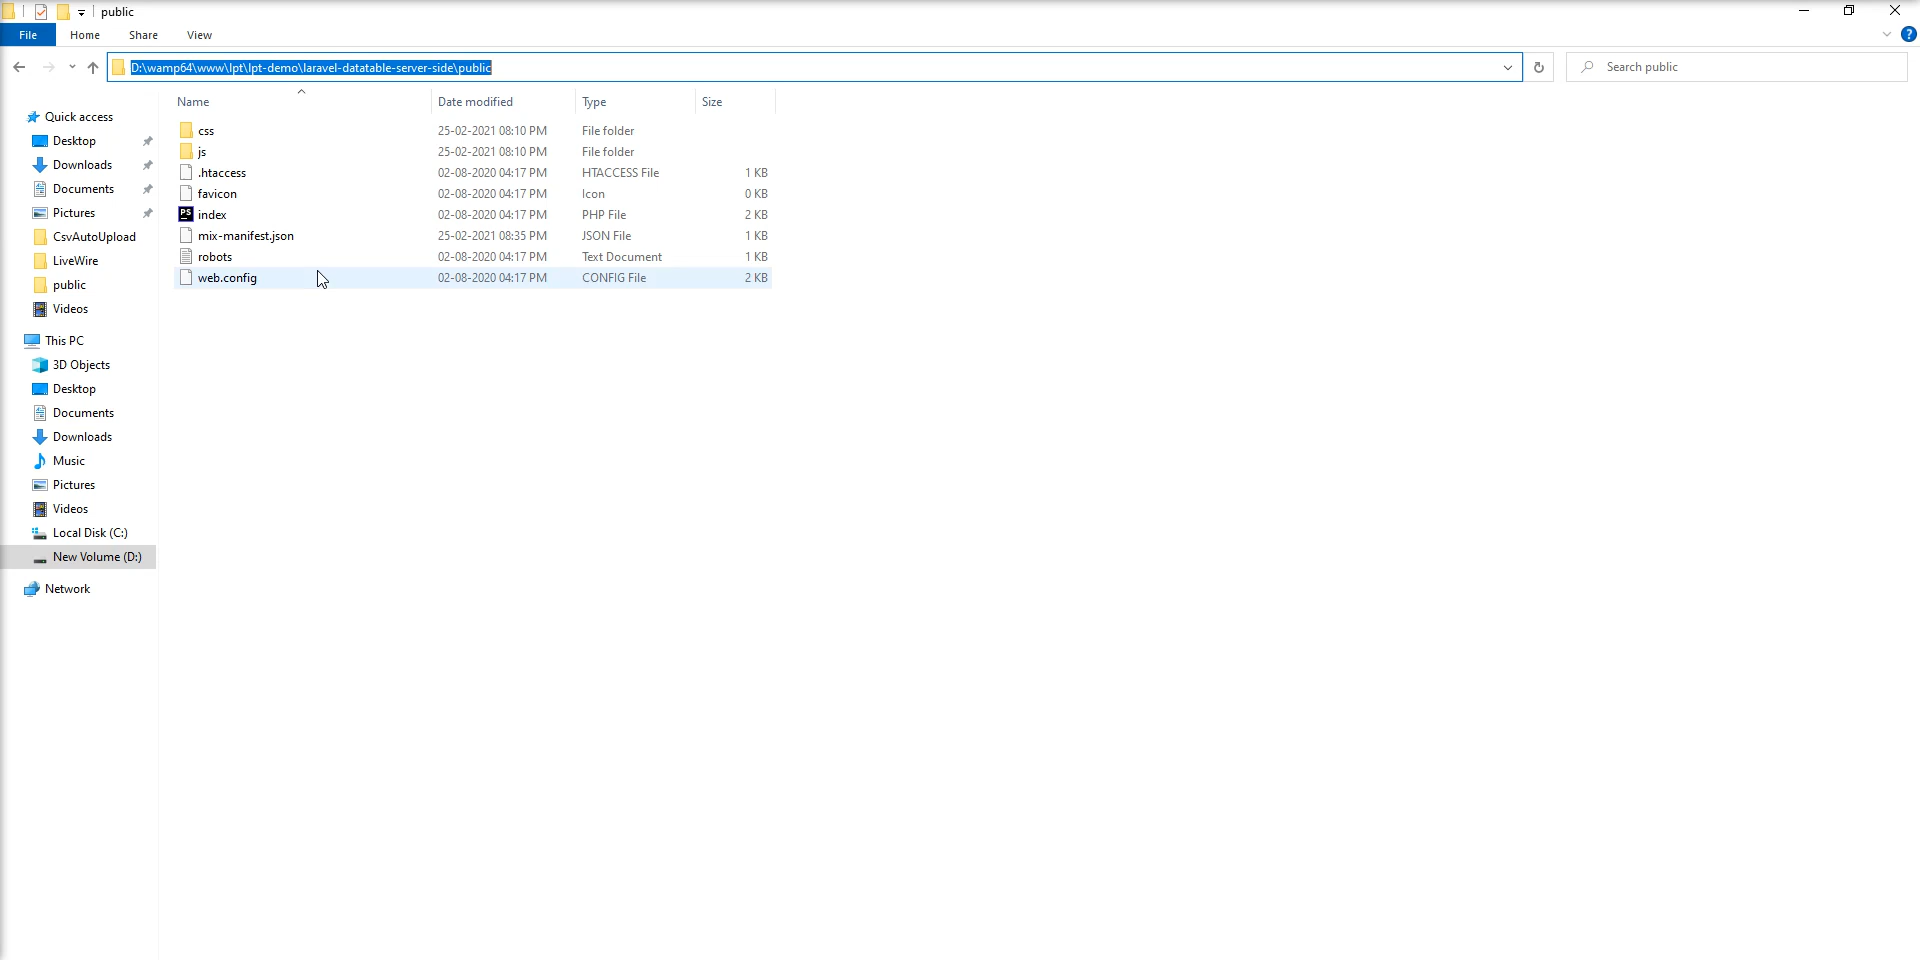 public
File Home Share View
D:\wamp64\www\lpt\lpt-demo\laravel-datatable-server-side\public
Search public
Name Date modified Type Size
css 25-02-2021 08:10 PM File folder
js 25-02-2021 08:10 PM File folder
.htaccess 02-08-2020 04:17 PM HTACCESS File 1 KB
favicon 02-08-2020 04:17 PM Icon 0 KB
PS index 02-08-2020 04:17 PM PHP File 2 KB
mix-manifest.json 25-02-2021 08:35 PM JSON File 1 KB
robots 02-08-2020 04:17 PM Text Document 1 KB
web.config 02-08-2020 04:17 PM CONFIG File 2 KB
Quick access
Desktop
Downloads
Documents
Pictures
CsvAutoUpload
LiveWire
public
Videos
This PC
3D Objects
Desktop
Documents
Downloads
Music
Pictures
Videos
Local Disk (C:)
New Volume (D:)
Network